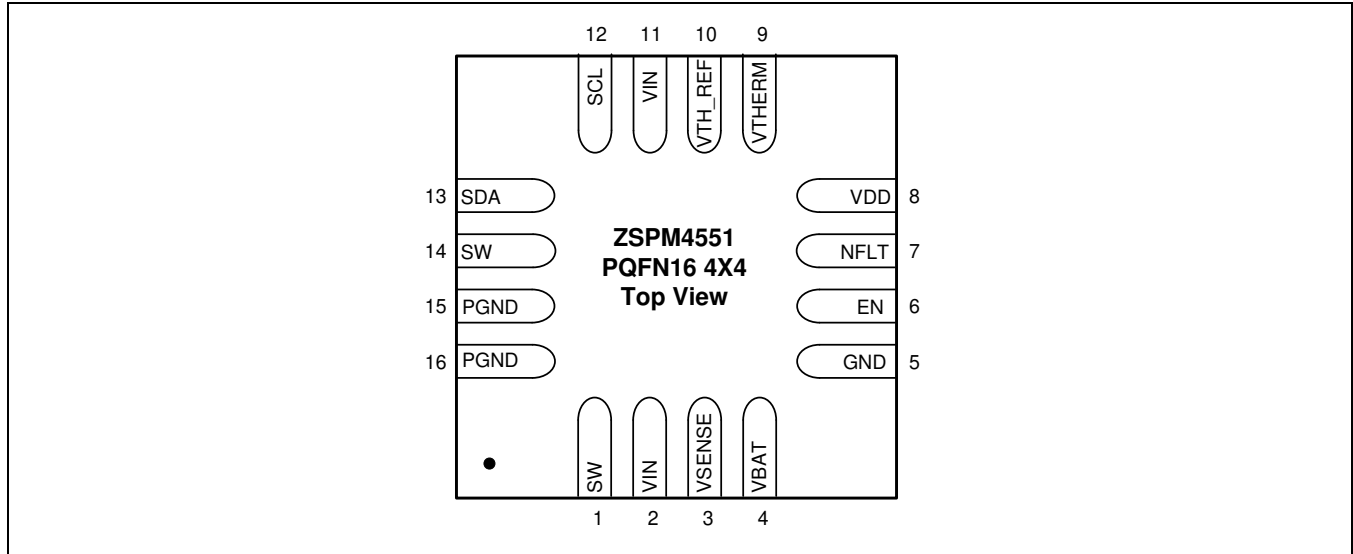 12 11 10 9
SCL VIN VTH_REF VTHERM
13 SDA VDD 8
14 SW NFLT 7
15 PGND EN 6
16 PGND GND 5
ZSPM4551
PQFN16 4X4
Top View
SW VIN VSENSE VBAT
1 2 3 4